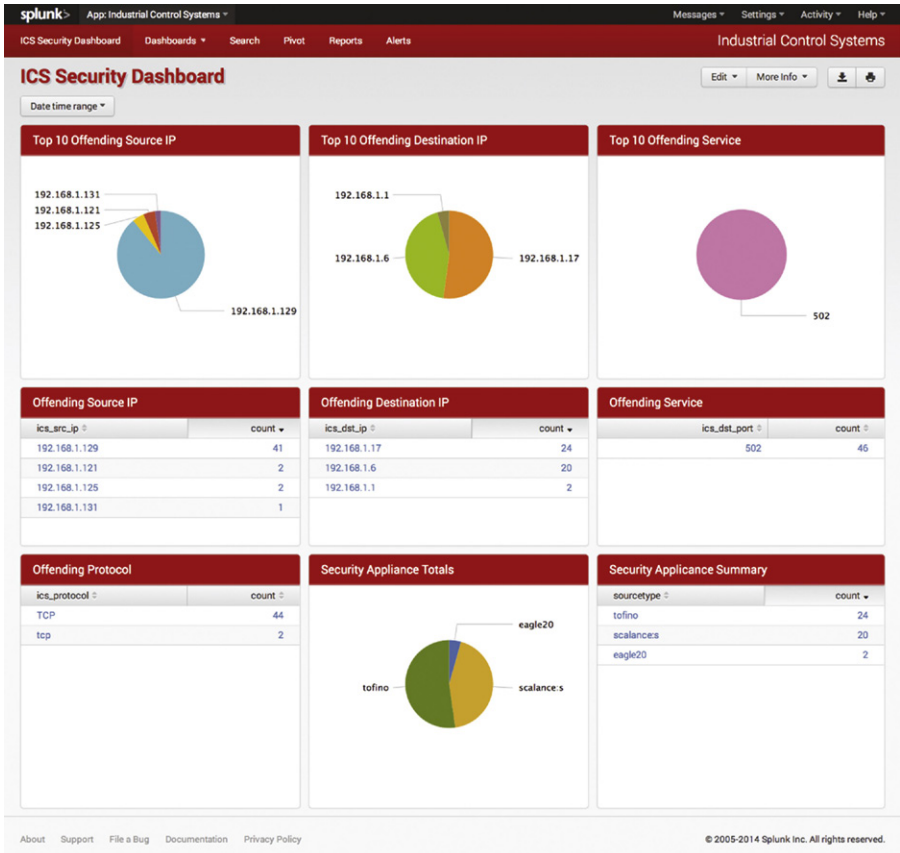 splunk> App: Industrial Control Systems Messages Settings Activity Help
ICS Security Dashboard Dashboards Search Pivot Reports Alerts Industrial Control Systems
ICS Security Dashboard Edit More Info
Date time range
Top 10 Offending Source IP
192.168.1.131
192.168.1.121
192.168.1.125
192.168.1.129
Top 10 Offending Destination IP
192.168.1.1
192.168.1.6
192.168.1.17
Top 10 Offending Service
502
Offending Source IP
ics_src_ip count
192.168.1.129 41
192.168.1.121 2
192.168.1.125 2
192.168.1.131 1
Offending Destination IP
ics_dst_ip count
192.168.1.17 24
192.168.1.6 20
192.168.1.1 2
Offending Service
ics_dst_port count
502 46
Offending Protocol
ics_protocol count
TCP 44
tcp 2
Security Appliance Totals
eagle20
tofino
scalance:s
Security Applicance Summary
sourcetype count
tofino 24
scalance:s 20
eagle20 2
About Support File a Bug Documentation Privacy Policy © 2005-2014 Splunk Inc. All rights reserved.